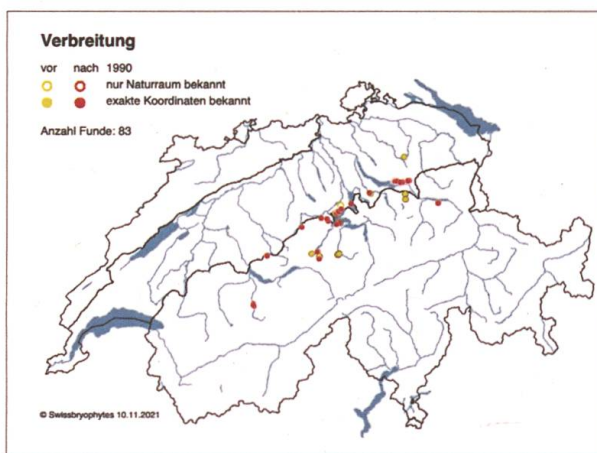 Verbreitung
vor nach 1990
nur Naturraum bekannt
exakte Koordinaten bekannt
Anzahl Funde: 83
© Swissbryophytes 10.11.2021